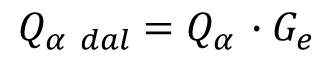 Q_{α dal} = Q_α · G_e